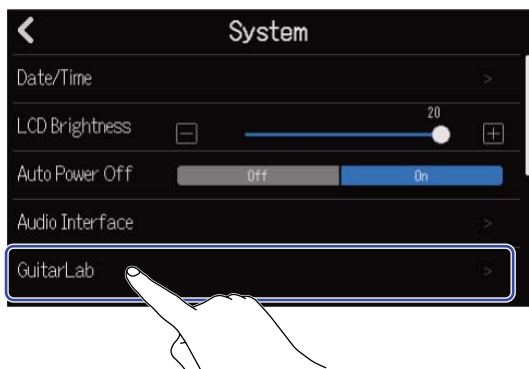 System
Date/Time
LCD Brightness 20
Auto Power Off Off On
Audio Interface
GuitarLab